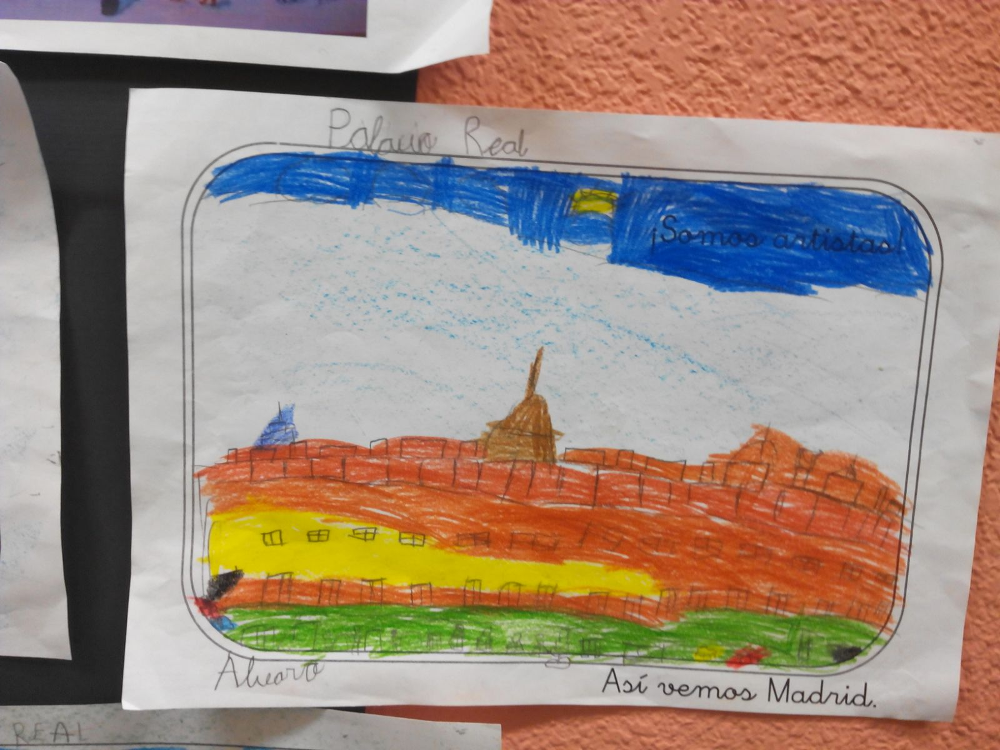 Palacio Real
¡Somos artistas!
Alvaro
Así vemos Madrid.
REAL